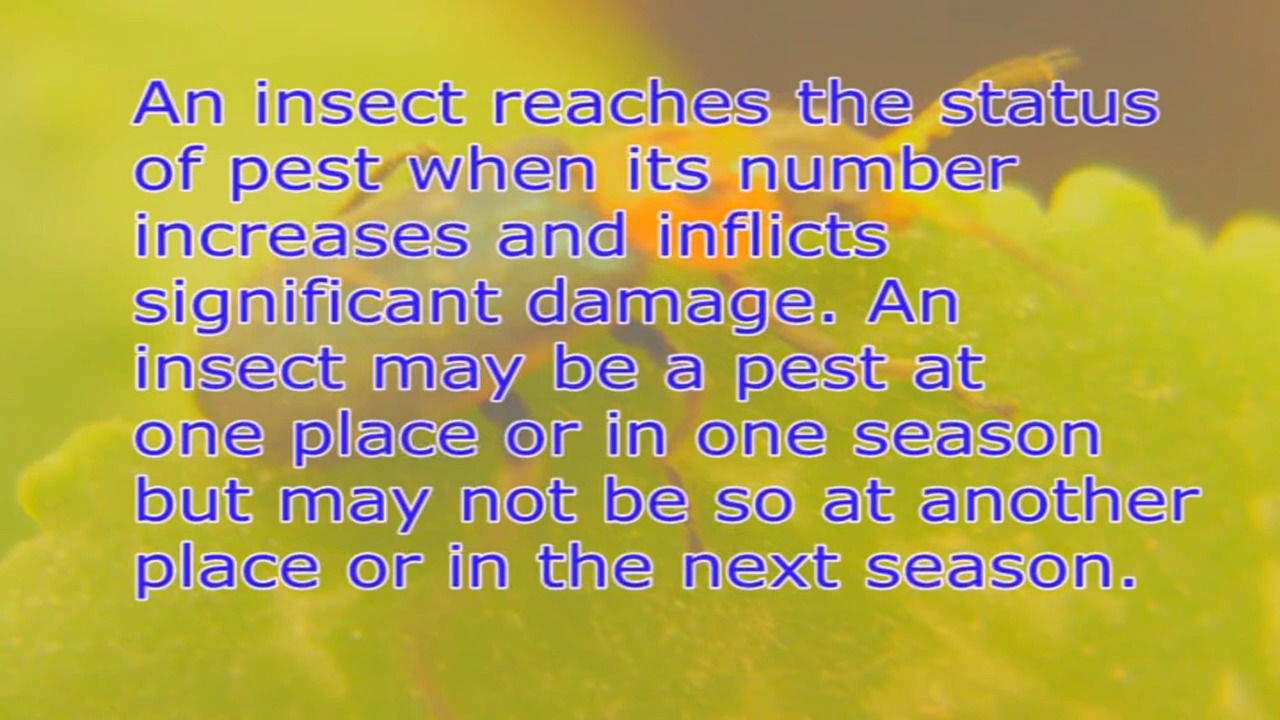 An insect reaches the status
of pest when its number
increases and inflicts
significant damage. An
insect may be a pest at
one place or in one season
but may not be so at another
place or in the next season.